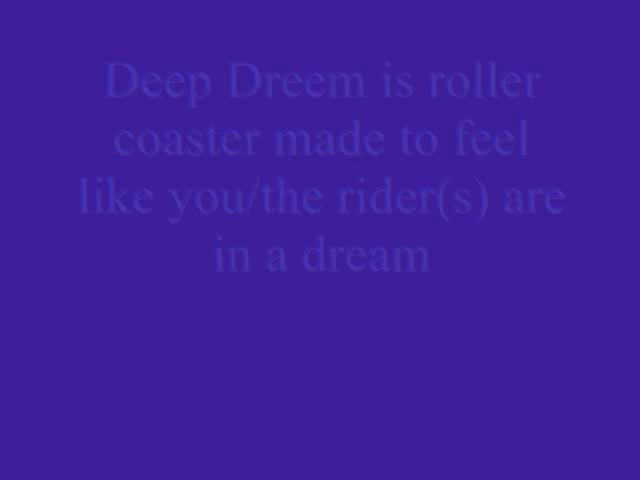 Deep Dreem is roller
coaster made to feel
like you/the rider(s) are
in a dream